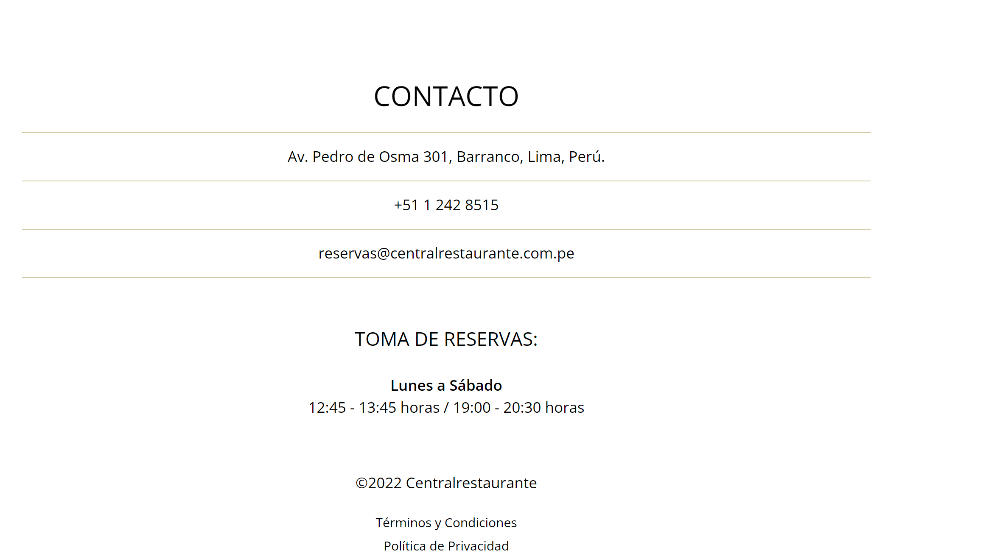 CONTACTO
Av. Pedro de Osma 301, Barranco, Lima, Perú.
+51 1 242 8515
reservas@centralrestaurante.com.pe
TOMA DE RESERVAS:
Lunes a Sábado
12:45 - 13:45 horas / 19:00 - 20:30 horas
©2022 Centralrestaurante
Términos y Condiciones
Política de Privacidad